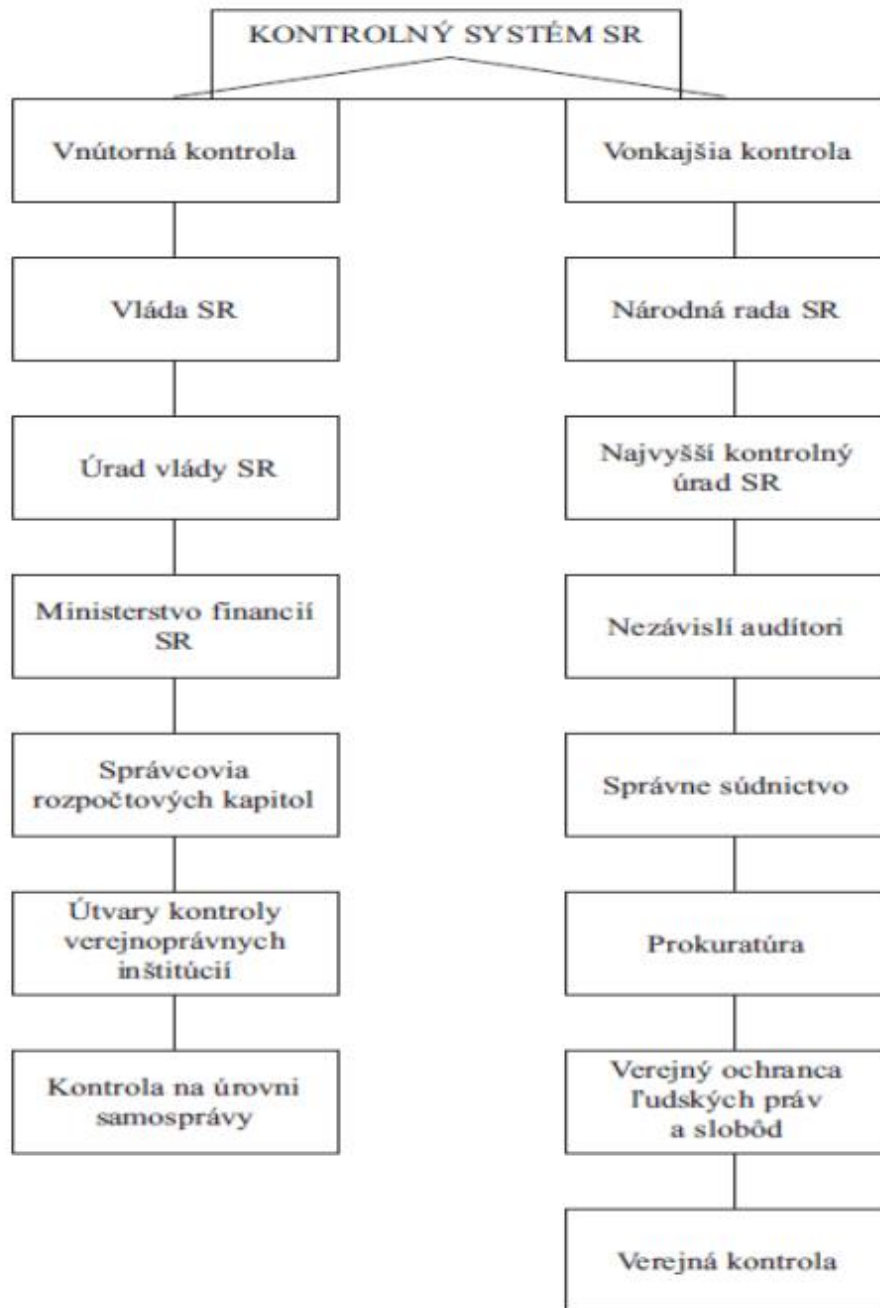 KONTROLNÝ SYSTÉM SR
Vnútorná kontrola
Vláda SR
Úrad vlády SR
Ministerstvo financií
SR
Správcovia
rozpočtových kapitol
Útvary kontroly
verejnoprávnych
inštitúcií
Kontrola na úrovni
samosprávy
Vonkajšia kontrola
Národná rada SR
Najvyšší kontrolný
úrad SR
Nezávislí audítori
Správne súdnictvo
Prokuratúra
Verejný ochranca
ľudských práv
a slobôd
Verejná kontrola